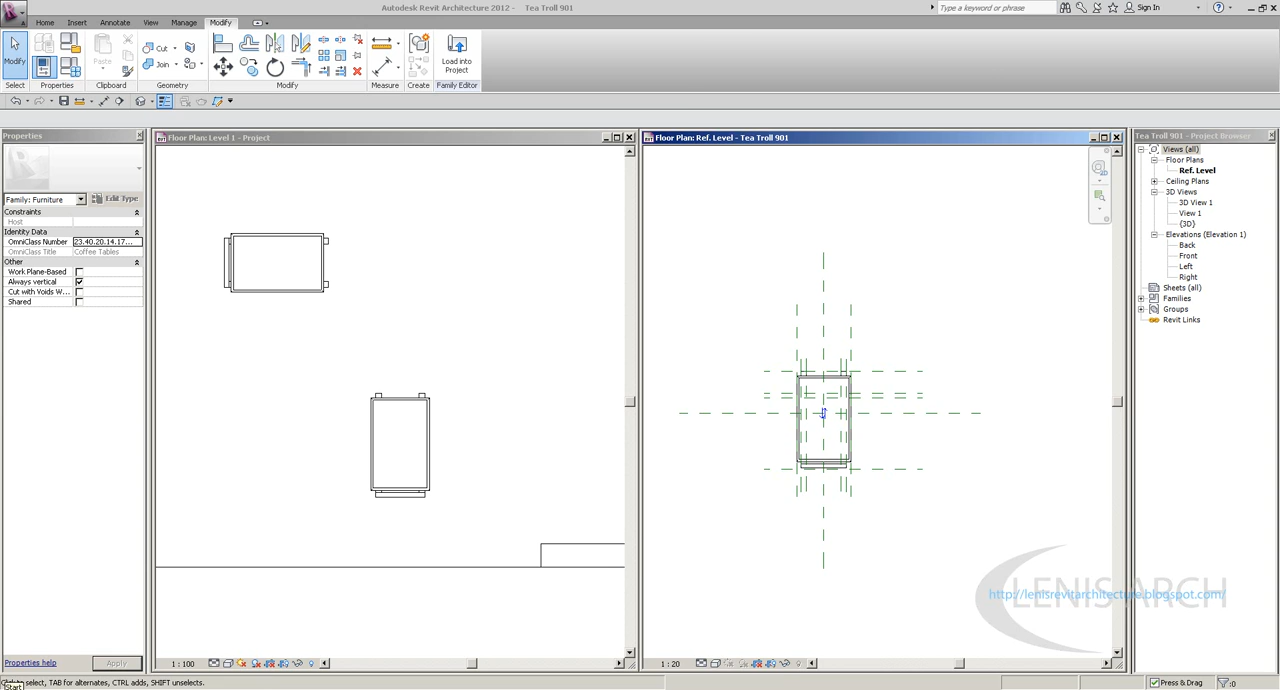 Autodesk Revit Architecture 2012 - Tea Troll 901
Type a keyword or phrase
Sign In
Home Insert Annotate View Manage Modify
Modify
Paste
Cut
Join
Load into
Project
Select Properties Clipboard Geometry Modify Measure Create Family Editor
Properties
Family: Furniture
Edit Type
Constraints
Host
Identity Data
OmniClass Number 23.40.20.14.17...
OmniClass Title Coffee Tables
Other
Work Plane-Based
Always vertical
Cut with Voids W...
Shared
Properties help
Apply
Floor Plan: Level 1 - Project
1 : 100
Floor Plan: Ref. Level - Tea Troll 901
1 : 20
Tea Troll 901 - Project Browser
Views (all)
Floor Plans
Ref. Level
Ceiling Plans
3D Views
3D View 1
View 1
{3D}
Elevations (Elevation 1)
Back
Front
Left
Right
Sheets (all)
Families
Groups
Revit Links
LENIS ARCH
http://lenisrevitarchitecture.blogspot.com/
select, TAB for alternates, CTRL adds, SHIFT unselects.
Start
Press & Drag
:0